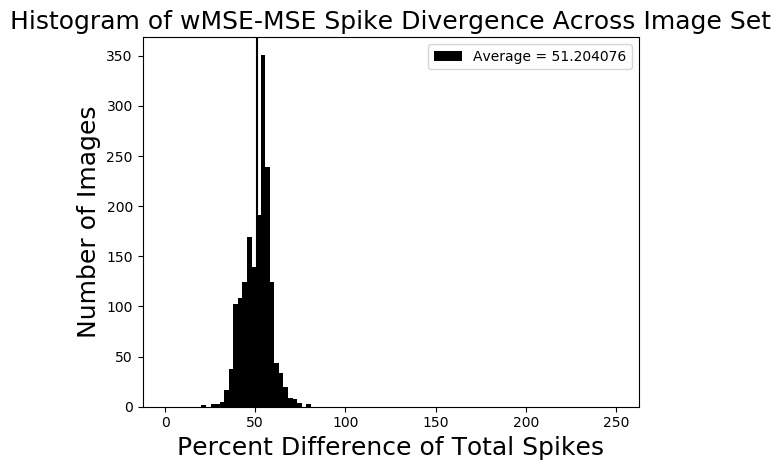 Histogram of wMSE-MSE Spike Divergence Across Image Set
Average = 51.204076
350
300
250
200
150
100
50
0
Number of Images
0 50 100 150 200 250
Percent Difference of Total Spikes